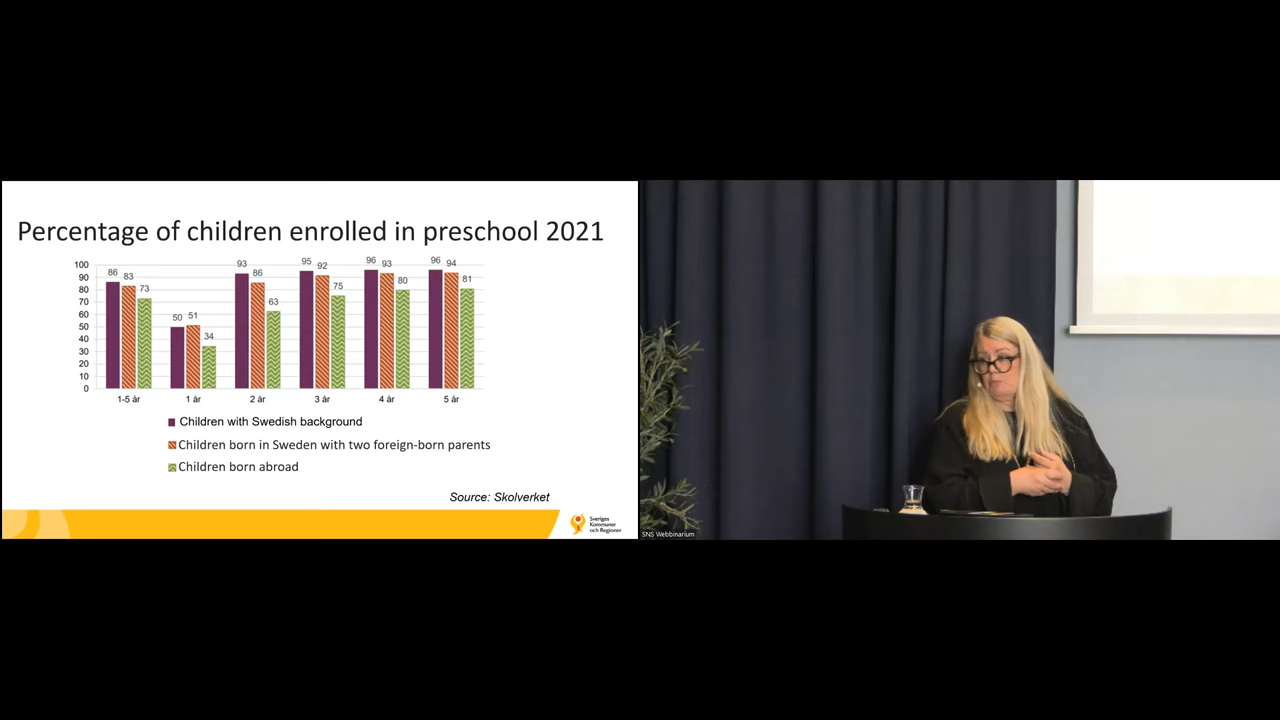 Percentage of children enrolled in preschool 2021
100
90
80
70
60
50
40
30
20
10
0
86 83 73
50 51 34
93 86 63
95 92 75
96 93 80
96 94 81
1-5 år 1 år 2 år 3 år 4 år 5 år
Children with Swedish background
Children born in Sweden with two foreign-born parents
Children born abroad
Source: Skolverket
Sveriges
Kommuner
och Regioner
SNS Webbinarium